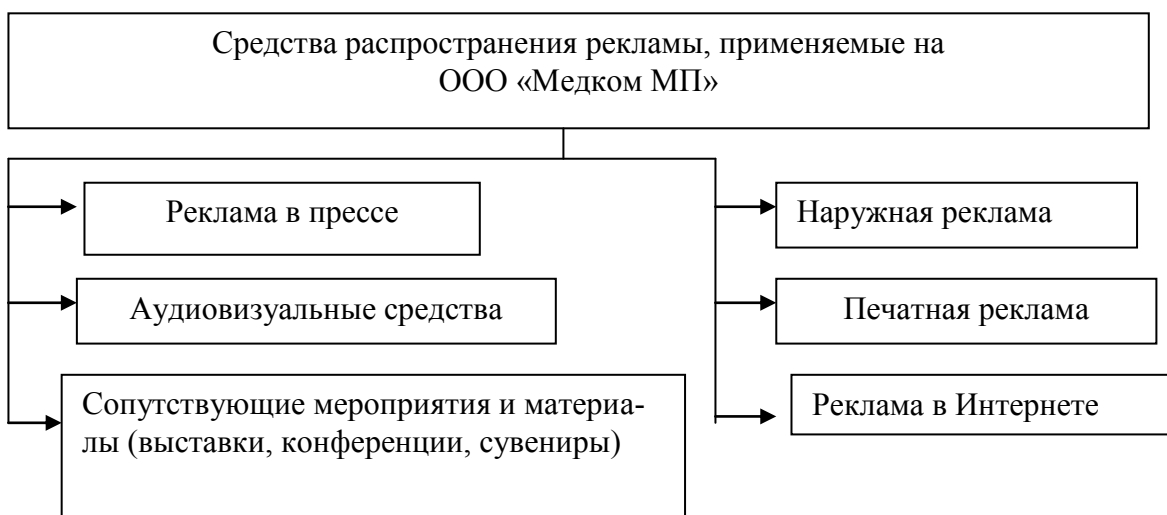 Средства распространения рекламы, применяемые на
ООО «Медком МП»
Реклама в прессе
Наружная реклама
Аудиовизуальные средства
Печатная реклама
Сопутствующие мероприятия и материа-
лы (выставки, конференции, сувениры)
Реклама в Интернете